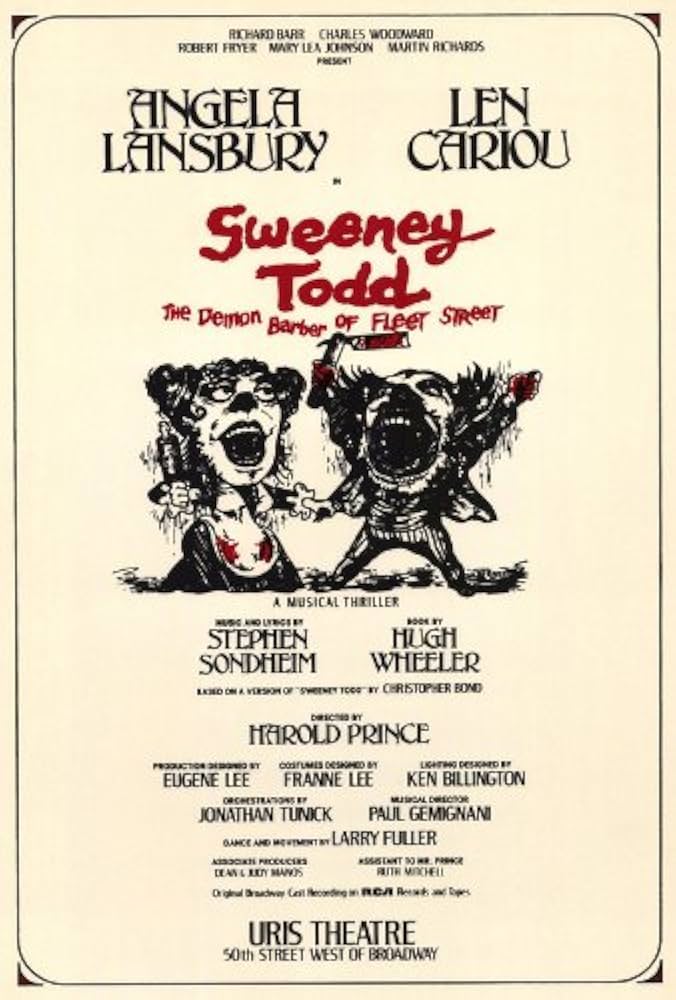 RICHARD BARR CHARLES WOODWARD
ROBERT FRYER MARY LEA JOHNSON MARTIN RICHARDS
PRESENT
ANGELA LANSBURY
LEN CARIOU
IN
Sweeney
Todd
The Demon Barber of Fleet Street
A MUSICAL THRILLER
MUSIC AND LYRICS BY
STEPHEN
SONDHEIM
BOOK BY
HUGH
WHEELER
BASED ON A VERSION OF "SWEENEY TODD" BY CHRISTOPHER BOND
DIRECTED BY
HAROLD PRINCE
PRODUCTION DESIGNED BY
EUGENE LEE
COSTUMES DESIGNED BY
FRANNE LEE
LIGHTING DESIGNED BY
KEN BILLINGTON
ORCHESTRATIONS BY
JONATHAN TUNICK
MUSICAL DIRECTOR
PAUL GEMIGNANI
DANCE AND MOVEMENT BY LARRY FULLER
ASSOCIATE PRODUCERS
DEAN & JUDY MANOS
ASSISTANT TO MR. PRINCE
RUTH MITCHELL
Original Broadway Cast Recording on RCA Records and Tapes
URIS THEATRE
50th STREET WEST OF BROADWAY